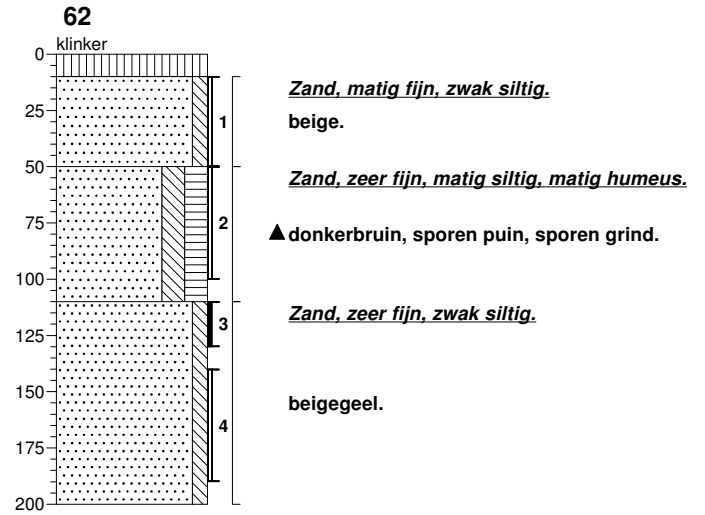 62
klinker
0
25
50
75
100
125
150
175
200
1
2
3
4
Zand, matig fijn, zwak siltig.
beige.
Zand, zeer fijn, matig siltig, matig humeus.
donkerbruin, sporen puin, sporen grind.
Zand, zeer fijn, zwak siltig.
beigegeel.